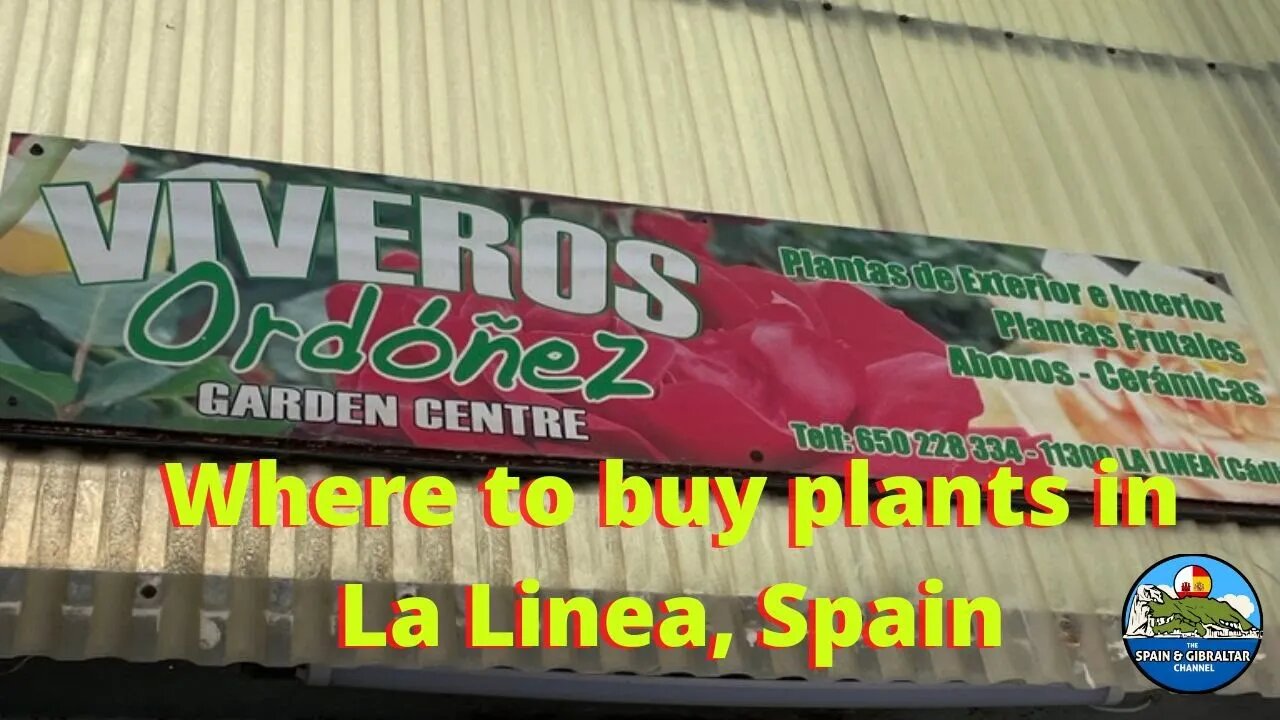 VIVEROS
Ordóñez
GARDEN CENTRE
Plantas de Exterior e Interior
Plantas Frutales
Abonos - Cerámicas
Telf: 650 228 334 - 11300 LA LINEA (Cádi
Where to buy plants in
La Linea, Spain
THE
SPAIN & GIBRALTAR
CHANNEL